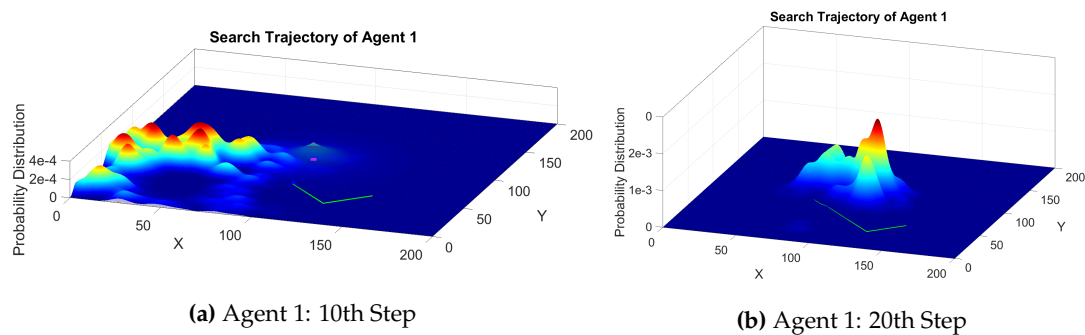 Search Trajectory of Agent 1
Probability Distribution
4e-4
2e-4
0
0
50
100
150
200
X
0
50
100
150
200
Y
(a) Agent 1: 10th Step
Search Trajectory of Agent 1
Probability Distribution
0
2e-3
1e-3
0
0
50
100
150
200
X
0
50
100
150
200
Y
(b) Agent 1: 20th Step